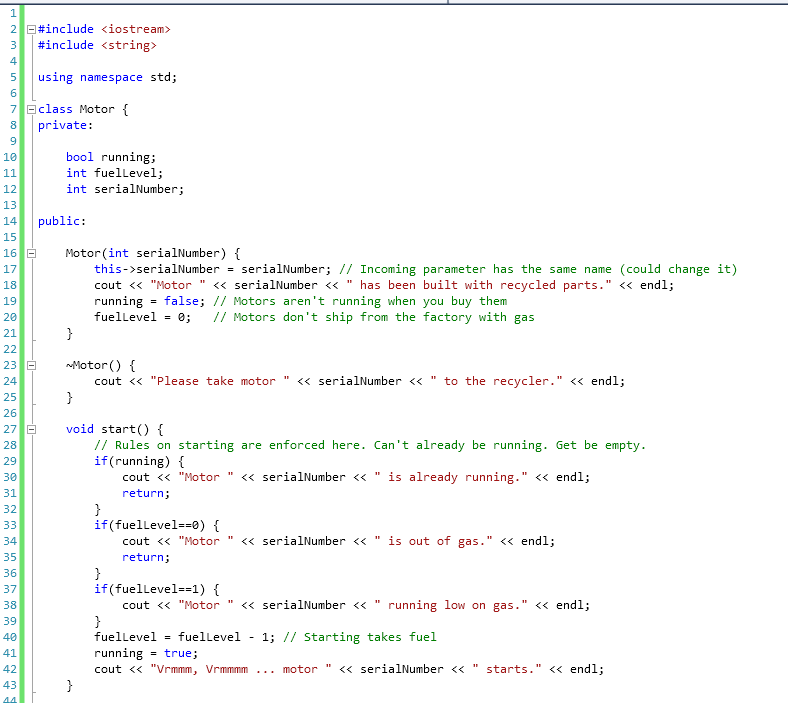 1
2 #include <iostream>
3 #include <string>
4
5 using namespace std;
6
7 class Motor {
8 private:
9
10 bool running;
11 int fuelLevel;
12 int serialNumber;
13
14 public:
15
16 Motor(int serialNumber) {
17 this->serialNumber = serialNumber; // Incoming parameter has the same name (could change it)
18 cout << "Motor " << serialNumber << " has been built with recycled parts." << endl;
19 running = false; // Motors aren't running when you buy them
20 fuelLevel = 0;   // Motors don't ship from the factory with gas
21 }
22
23 ~Motor() {
24 cout << "Please take motor " << serialNumber << " to the recycler." << endl;
25 }
26
27 void start() {
28 // Rules on starting are enforced here. Can't already be running. Get be empty.
29 if(running) {
30 cout << "Motor " << serialNumber << " is already running." << endl;
31 return;
32 }
33 if(fuelLevel==0) {
34 cout << "Motor " << serialNumber << " is out of gas." << endl;
35 return;
36 }
37 if(fuelLevel==1) {
38 cout << "Motor " << serialNumber << " running low on gas." << endl;
39 }
40 fuelLevel = fuelLevel - 1; // Starting takes fuel
41 running = true;
42 cout << "Vrmmm, Vrmmmm ... motor " << serialNumber << " starts." << endl;
43 }
44